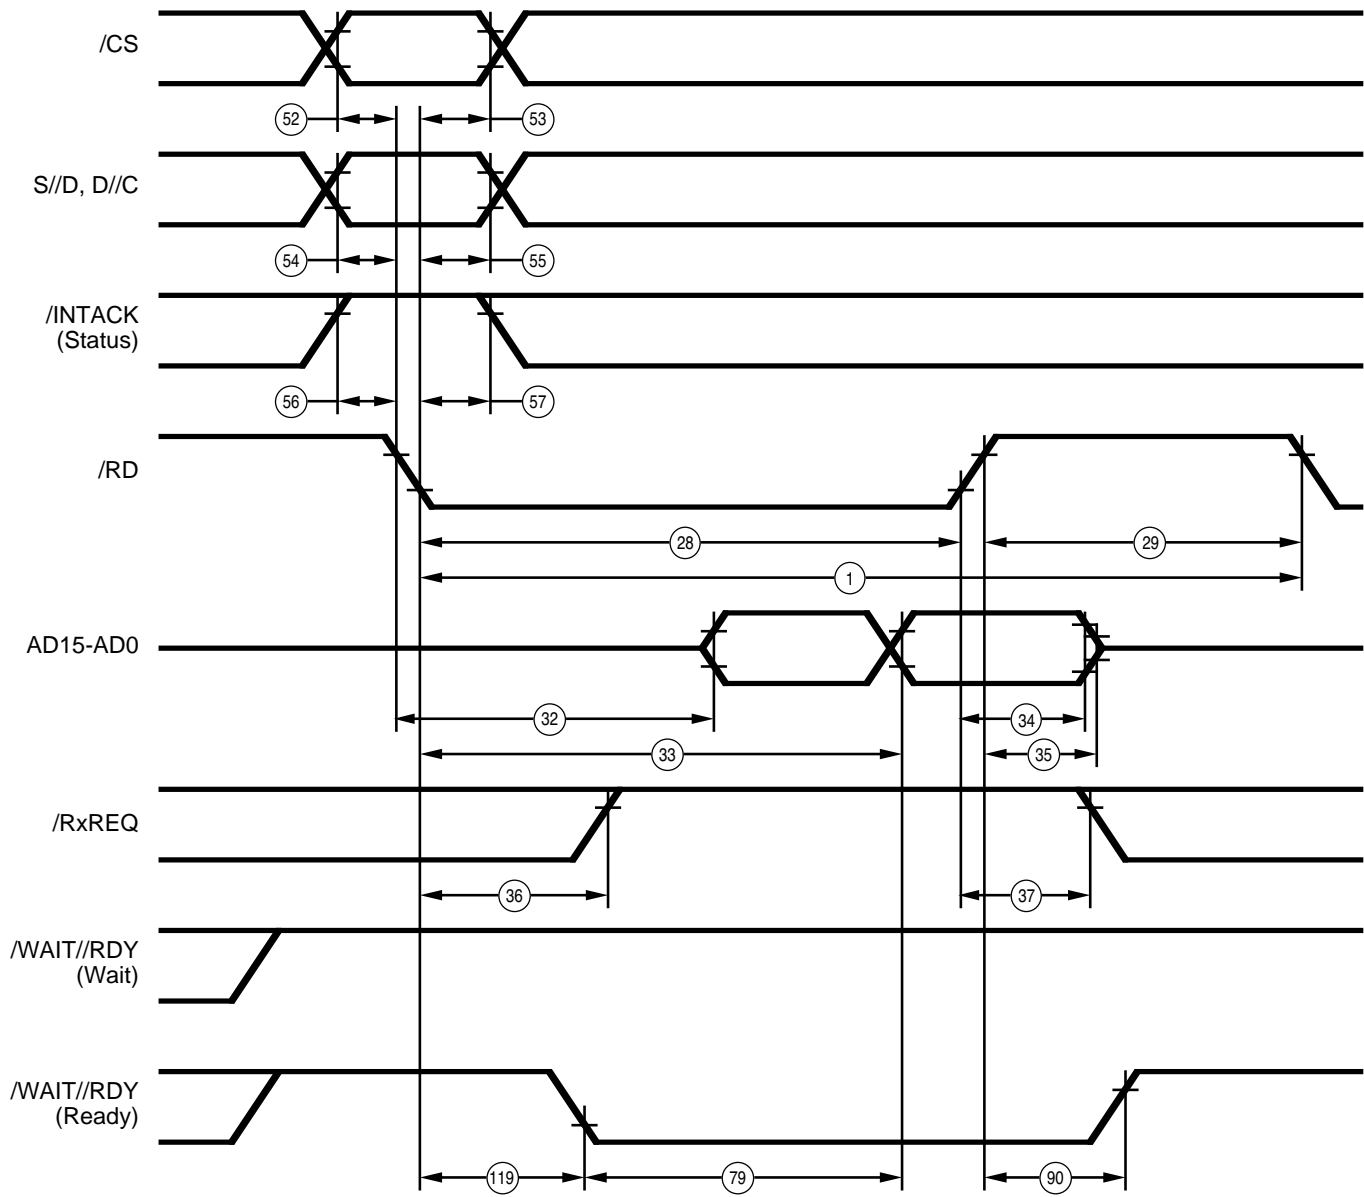 /CS
52
53
S//D, D//C
54
55
/INTACK
(Status)
56
57
/RD
28
29
1
AD15-AD0
32
34
33
35
/RxREQ
36
37
/WAIT//RDY
(Wait)
/WAIT//RDY
(Ready)
119
79
90